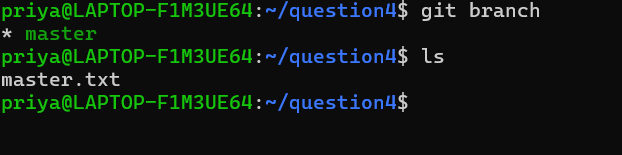 priya@LAPTOP-F1M3UE64:~/question4$ git branch
* master
priya@LAPTOP-F1M3UE64:~/question4$ ls
master.txt
priya@LAPTOP-F1M3UE64:~/question4$